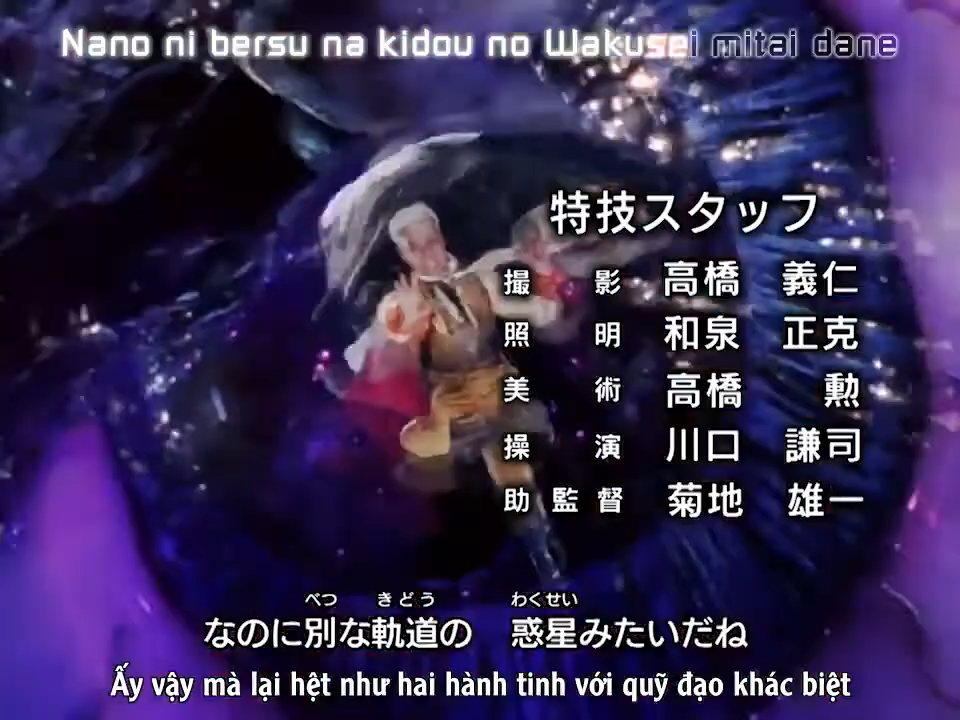 Nano ni bersu na kidou no Wakusei mitai dane
特技スタッフ
撮 影 高橋 義仁
照 明 和泉 正克
美 術 高橋 勲
操 演 川口 謙司
助監督 菊地 雄一
べつ きどう わくせい
なのに別な軌道の 惑星みたいだね
Ấy vậy mà lại hệt như hai hành tinh với quỹ đạo khác biệt